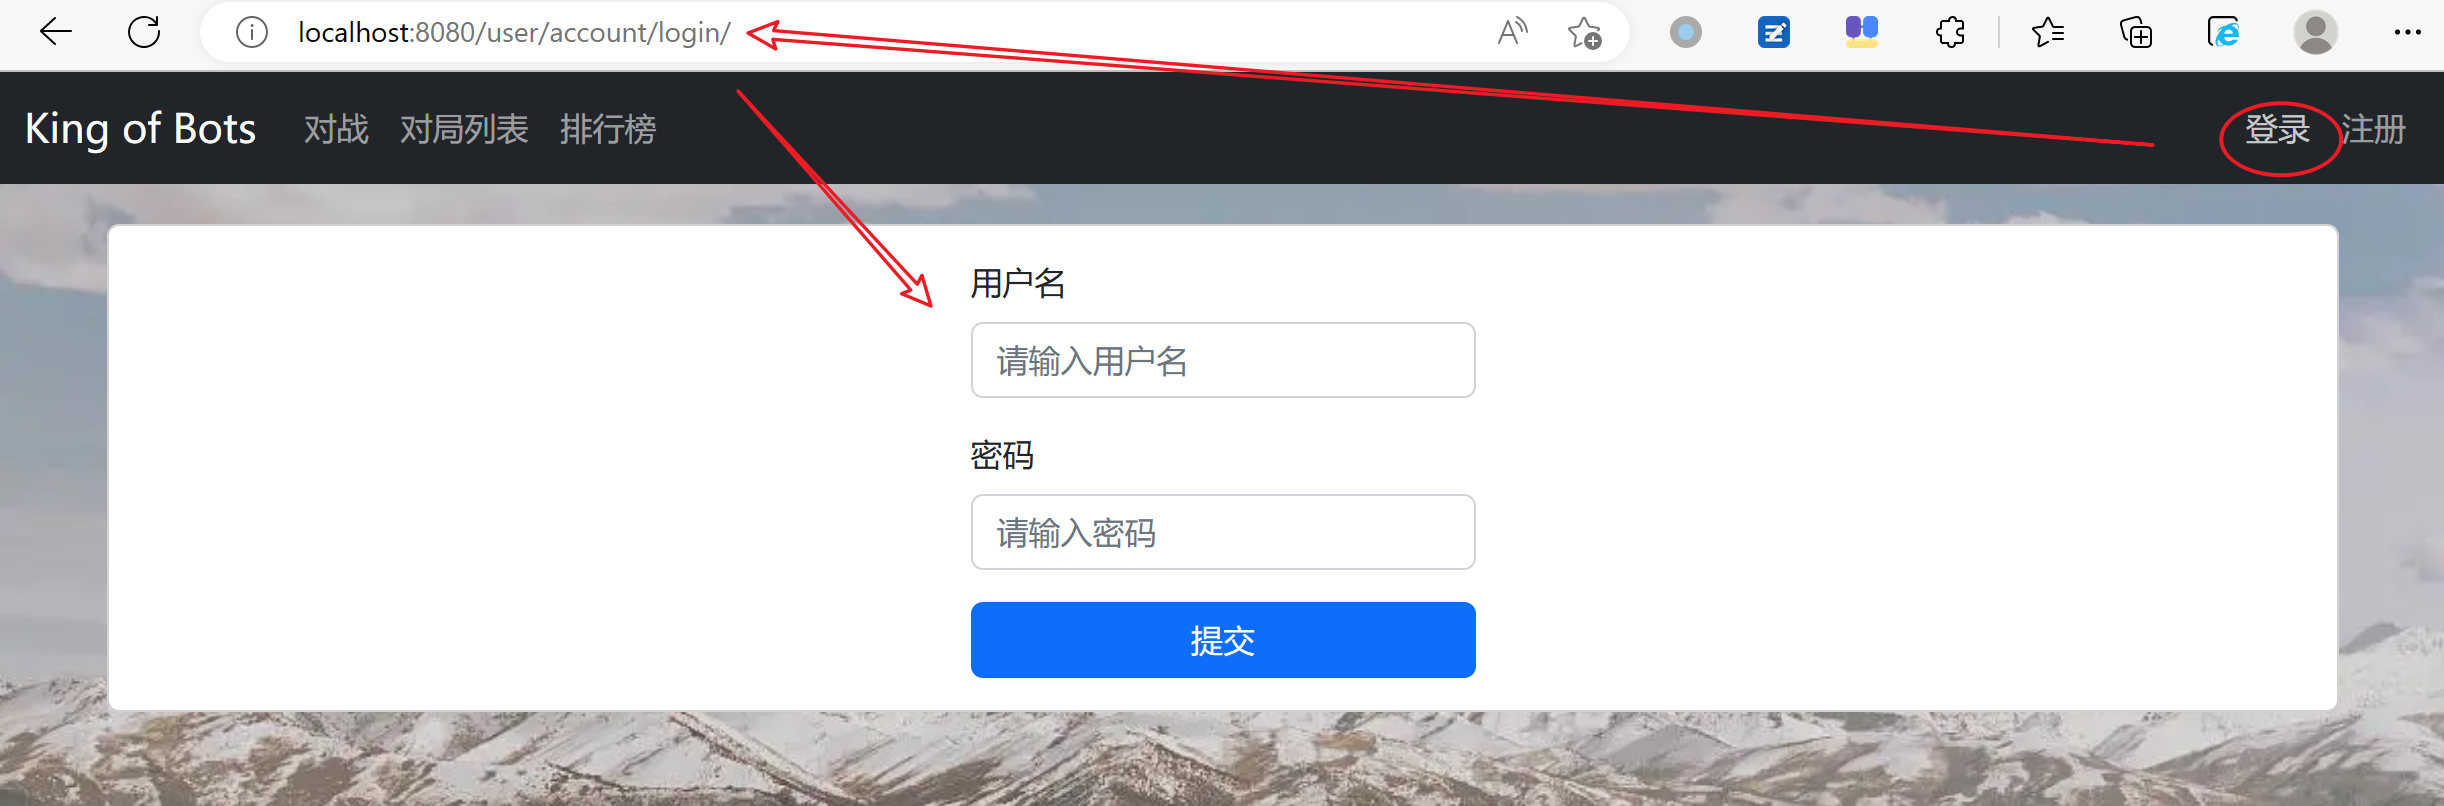 localhost:8080/user/account/login/
King of Bots 对战 对局列表 排行榜 登录 注册
用户名
请输入用户名
密码
请输入密码
提交